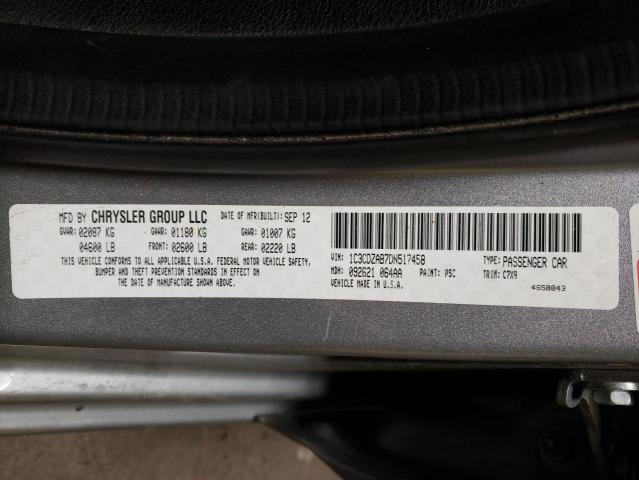 MFD BY CHRYSLER GROUP LLC DATE OF MFR(BUILT): SEP 12
GVWR: 02087 KG GAWR: 01180 KG GAWR: 01007 KG
04600 LB FRONT: 02600 LB REAR: 02220 LB
THIS VEHICLE CONFORMS TO ALL APPLICABLE U.S.A. FEDERAL MOTOR VEHICLE SAFETY,
BUMPER AND THEFT PREVENTION STANDARDS IN EFFECT ON
THE DATE OF MANUFACTURE SHOWN ABOVE.
VIN: 1C3CDZAB7DN517458 TYPE: PASSENGER CAR
MDH: 092621 064AA PAINT: PSC TRIM: C7X9
VEHICLE MADE IN U.S.A. 4658843